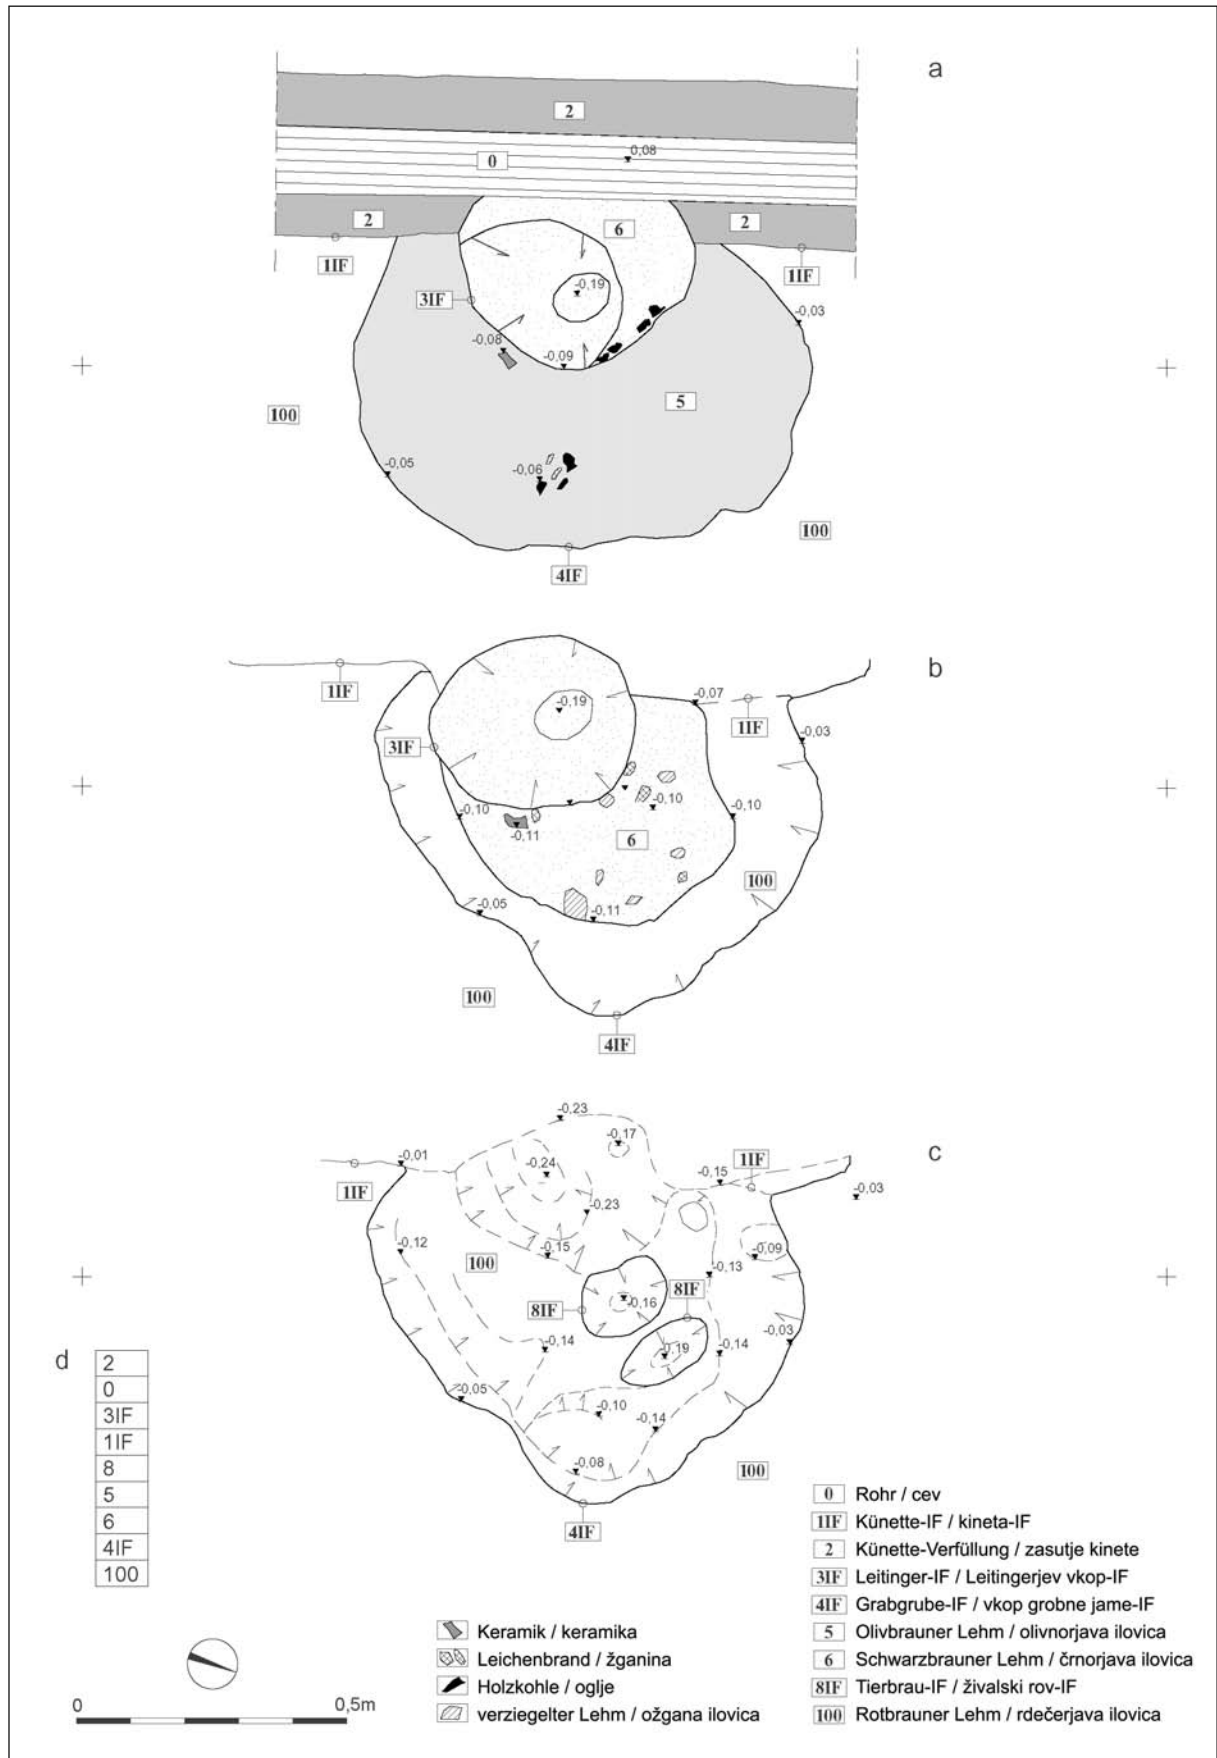 a
2
0,08
0
2
6
2
1IF
1IF
-0,19
3IF
-0,03
-0,08
-0,09
5
100
-0,05
-0,06
100
4IF
b
1IF
-0,07
-0,19
1IF
-0,03
3IF
-0,10
-0,10
-0,10
-0,11
6
100
-0,05
-0,11
100
4IF
c
-0,23
-0,17
-0,01
1IF
-0,24
-0,15
1IF
-0,03
-0,23
-0,12
-0,15
-0,09
100
-0,13
8IF
8IF
-0,16
-0,14
-0,19
-0,14
-0,03
-0,05
-0,10
-0,14
-0,08
100
4IF
d
2
0
3IF
1IF
8
5
6
4IF
100
0 0,5m
Keramik / keramika
Leichenbrand / žganina
Holzkohle / oglje
verziegelter Lehm / ožgana ilovica
0 Rohr / cev
1IF Künette-IF / kineta-IF
2 Künette-Verfüllung / zasutje kinete
3IF Leitinger-IF / Leitingerjev vkop-IF
4IF Grabgrube-IF / vkop grobne jame-IF
5 Olivbrauner Lehm / olivnorjava ilovica
6 Schwarzbrauner Lehm / črnorjava ilovica
8IF Tierbrau-IF / živalski rov-IF
100 Rotbrauner Lehm / rdečerjava ilovica